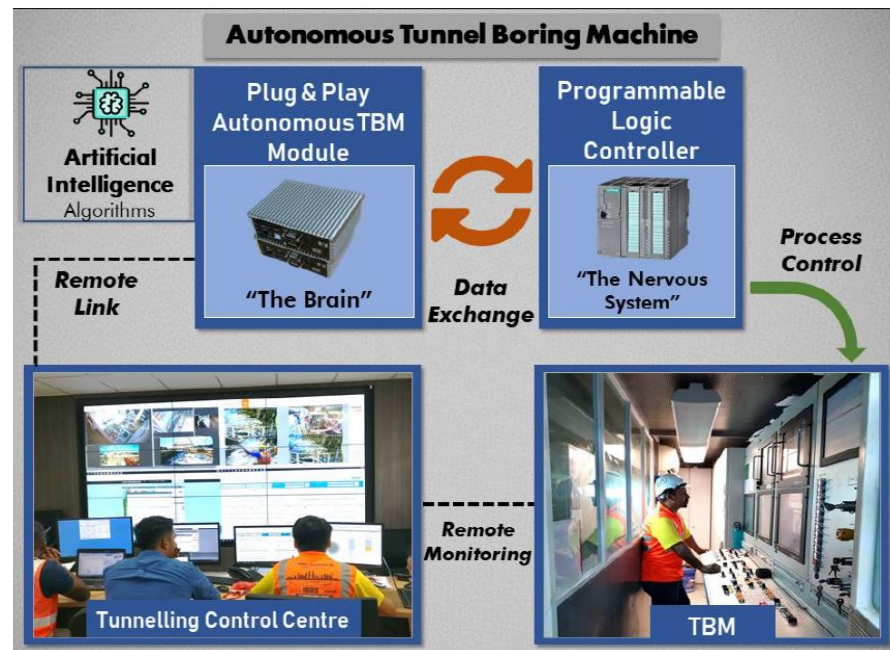 Autonomous Tunnel Boring Machine
Artificial
Intelligence
Algorithms
Plug & Play
Autonomous TBM
Module
"The Brain"
Data
Exchange
Programmable
Logic
Controller
"The Nervous
System"
Process
Control
Remote
Link
Tunnelling Control Centre
Remote
Monitoring
TBM